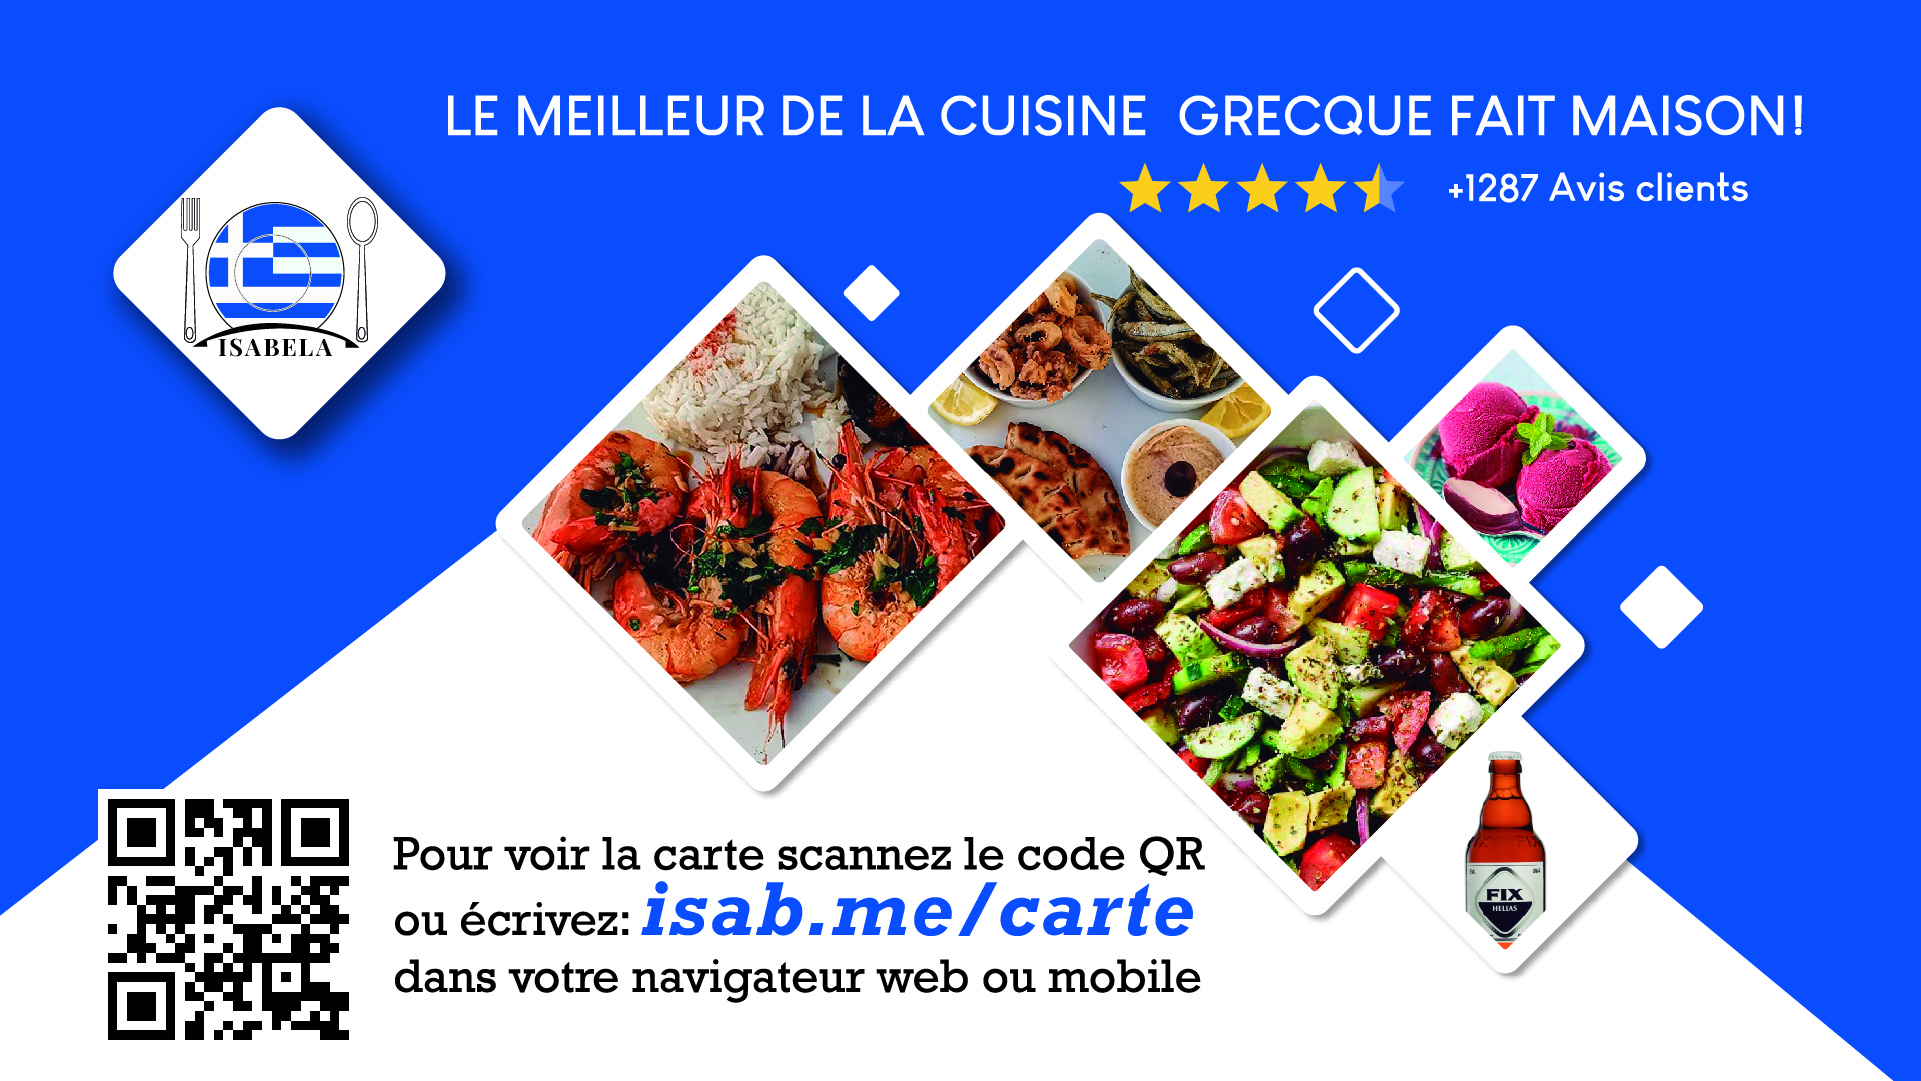 LE MEILLEUR DE LA CUISINE GRECQUE FAIT MAISON!
+1287 Avis clients
ISABELA
FIX
HELLAS
Pour voir la carte scannez le code QR
ou écrivez: isab.me/carte
dans votre navigateur web ou mobile